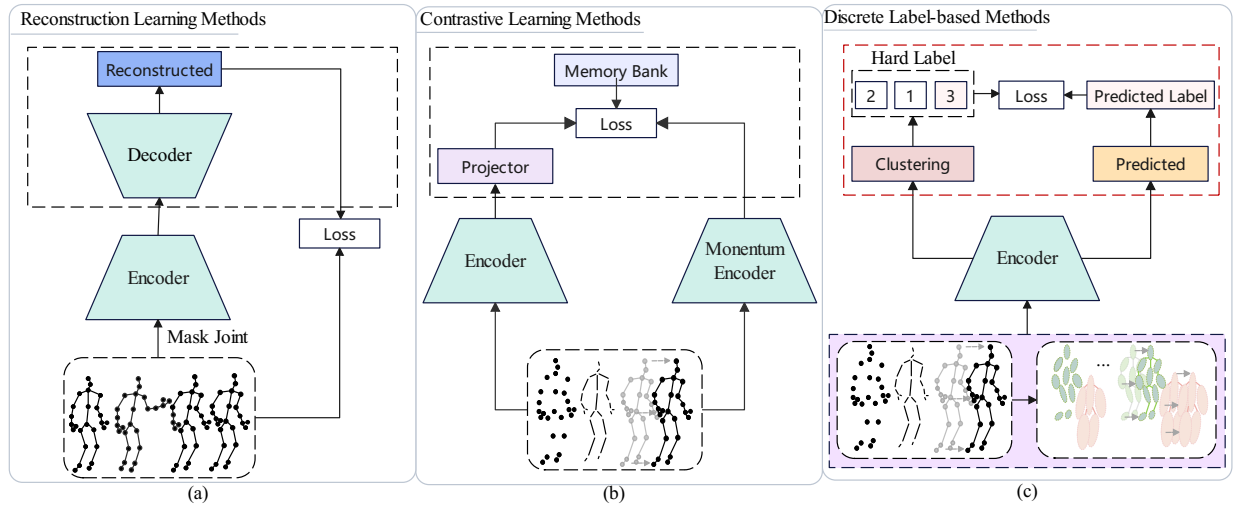 Reconstruction Learning Methods
Reconstructed
Decoder
Loss
Encoder
Mask Joint
(a)
Contrastive Learning Methods
Memory Bank
Loss
Projector
Encoder
Monentum
Encoder
(b)
Discrete Label-based Methods
Hard Label
2 1 3
Loss
Predicted Label
Clustering
Predicted
Encoder
...
(c)